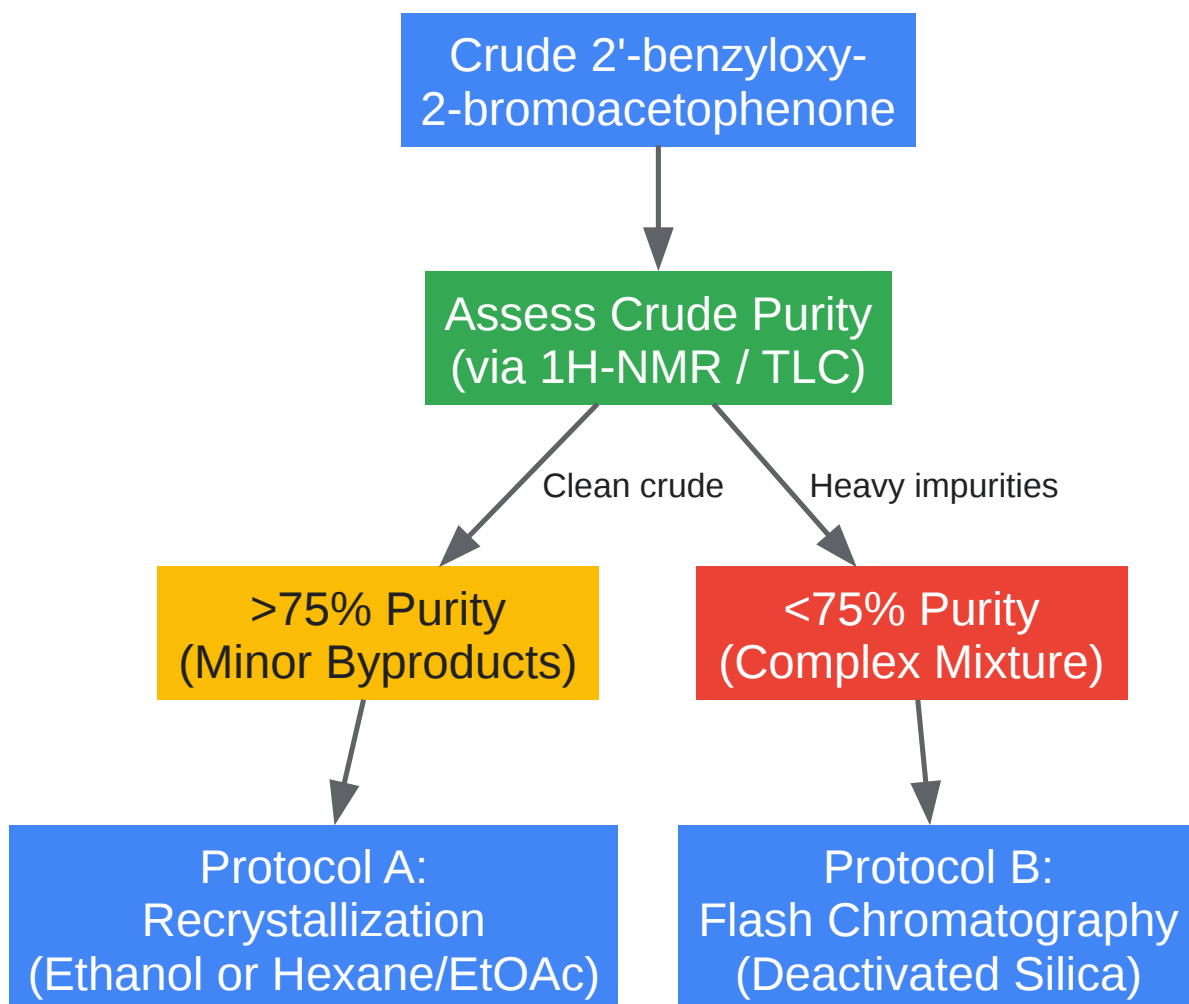 Crude 2'-benzyloxy-
2-bromoacetophenone
Assess Crude Purity
(via 1H-NMR / TLC)
Clean crude
Heavy impurities
>75% Purity
(Minor Byproducts)
<75% Purity
(Complex Mixture)
Protocol A:
Recrystallization
(Ethanol or Hexane/EtOAc)
Protocol B:
Flash Chromatography
(Deactivated Silica)